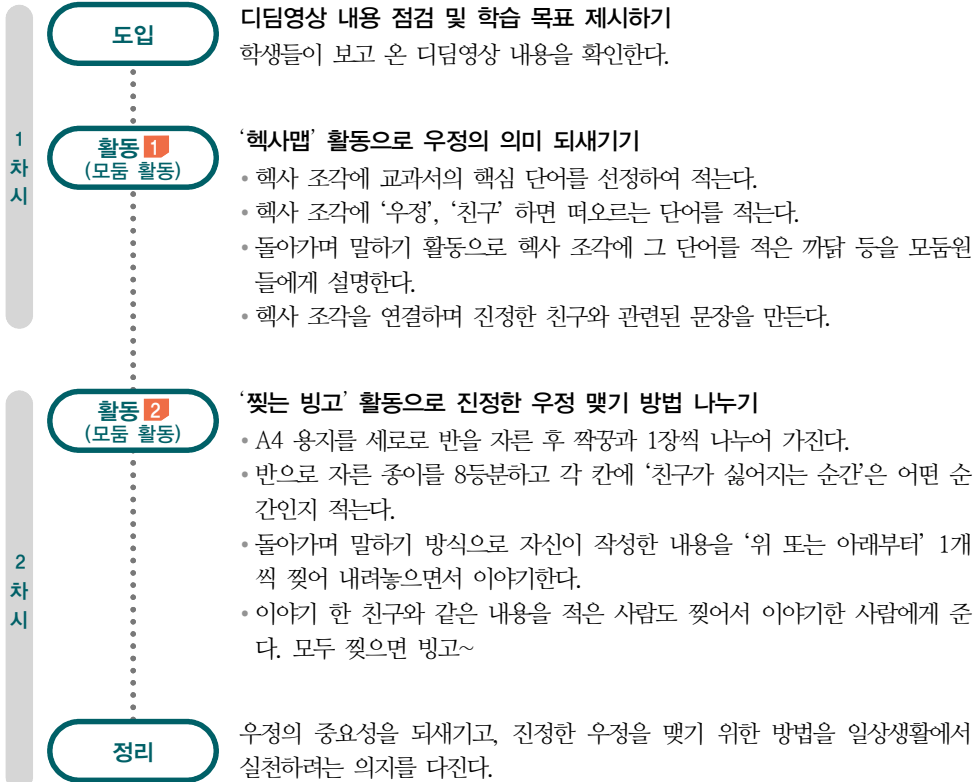 도입
디딤영상 내용 점검 및 학습 목표 제시하기
학생들이 보고 온 디딤영상 내용을 확인한다.
1
차
시
활동 1
(모둠 활동)
‘헥사맵’ 활동으로 우정의 의미 되새기기
• 헥사 조각에 교과서의 핵심 단어를 선정하여 적는다.
• 헥사 조각에 ‘우정’, ‘친구’ 하면 떠오르는 단어를 적는다.
• 돌아가며 말하기 활동으로 헥사 조각에 그 단어를 적은 까닭 등을 모둠원
들에게 설명한다.
• 헥사 조각을 연결하며 진정한 친구와 관련된 문장을 만든다.
활동 2
(모둠 활동)
‘찢는 빙고’ 활동으로 진정한 우정 맺기 방법 나누기
• A4 용지를 세로로 반을 자른 후 짝꿍과 1장씩 나누어 가진다.
• 반으로 자른 종이를 8등분하고 각 칸에 ‘친구가 싫어지는 순간’은 어떤 순
간인지 적는다.
2
차
시
• 돌아가며 말하기 방식으로 자신이 작성한 내용을 ‘위 또는 아래부터’ 1개
씩 찢어 내려놓으면서 이야기한다.
• 이야기 한 친구와 같은 내용을 적은 사람도 찢어서 이야기한 사람에게 준
다. 모두 찢으면 빙고~
정리
우정의 중요성을 되새기고, 진정한 우정을 맺기 위한 방법을 일상생활에서
실천하려는 의지를 다진다.